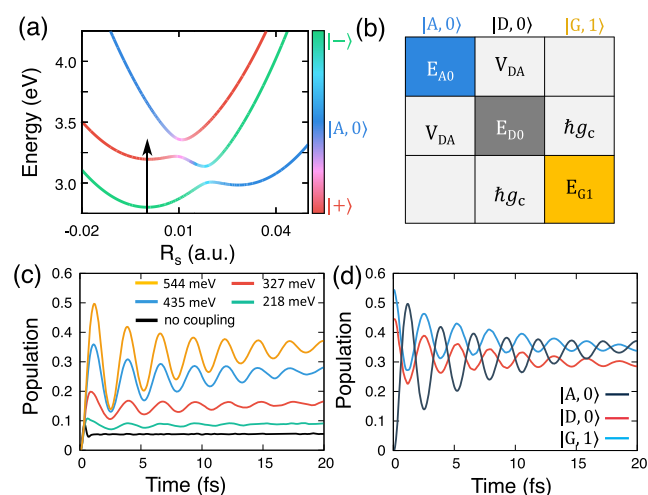 (a)
4.0
3.5
3.0
Energy (eV)
-0.02
0.01
0.04
R_s (a.u.)
|−⟩
|A, 0⟩
|+⟩
(b)
|A, 0⟩ |D, 0⟩ |G, 1⟩
E_A0 V_DA
V_DA E_D0 ħg_c
ħg_c E_G1
(c)
0.6
0.5
0.4
0.3
0.2
0.1
0
Population
544 meV 327 meV
435 meV 218 meV
no coupling
0 5 10 15 20
Time (fs)
(d)
0.6
0.5
0.4
0.3
0.2
0.1
0
Population
|A, 0⟩
|D, 0⟩
|G, 1⟩
0 5 10 15 20
Time (fs)